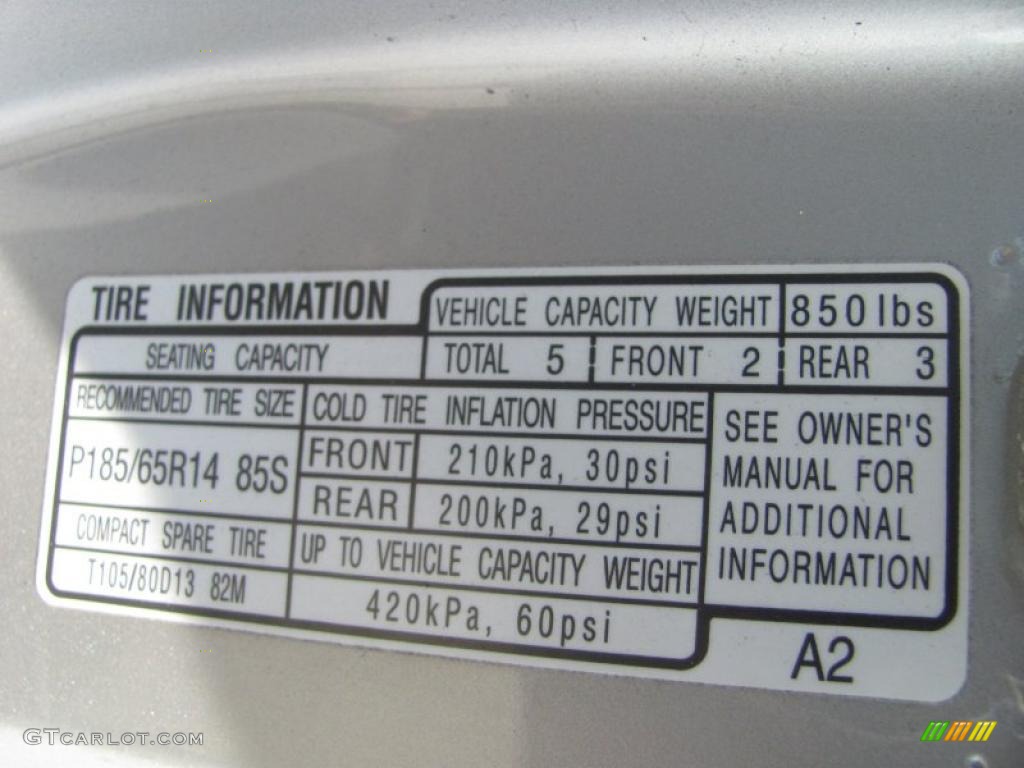 TIRE INFORMATION
VEHICLE CAPACITY WEIGHT 850lbs
SEATING CAPACITY TOTAL 5 FRONT 2 REAR 3
RECOMMENDED TIRE SIZE
P185/65R14 85S
COLD TIRE INFLATION PRESSURE
FRONT 210kPa, 30psi
REAR 200kPa, 29psi
COMPACT SPARE TIRE
T105/80D13 82M
UP TO VEHICLE CAPACITY WEIGHT
420kPa, 60psi
SEE OWNER'S
MANUAL FOR
ADDITIONAL
INFORMATION
A2
GTCARLOT.COM